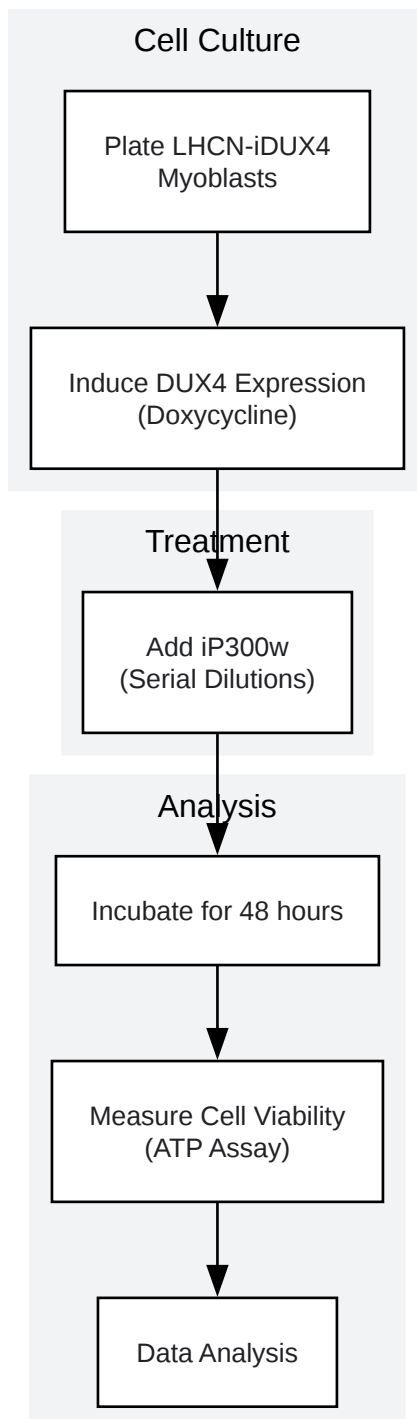 Cell Culture
Plate LHCN-iDUX4
Myoblasts
Induce DUX4 Expression
(Doxycycline)
Treatment
Add iP300w
(Serial Dilutions)
Analysis
Incubate for 48 hours
Measure Cell Viability
(ATP Assay)
Data Analysis